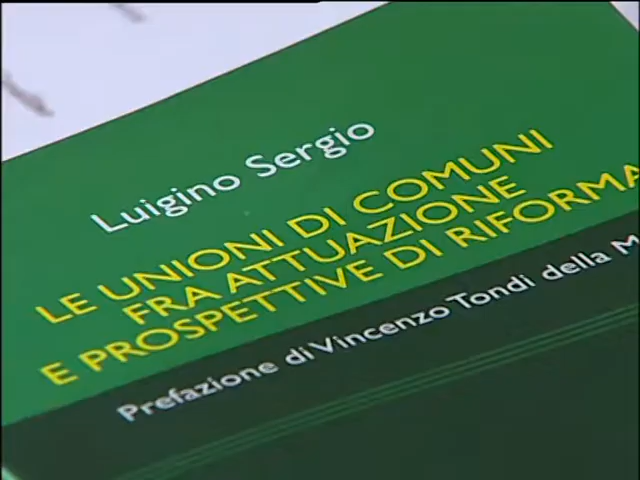 Luigino Sergio
LE UNIONI DI COMUNI
FRA ATTUAZIONE
E PROSPETTIVE DI RIFORMA
Prefazione di Vincenzo Tondi della